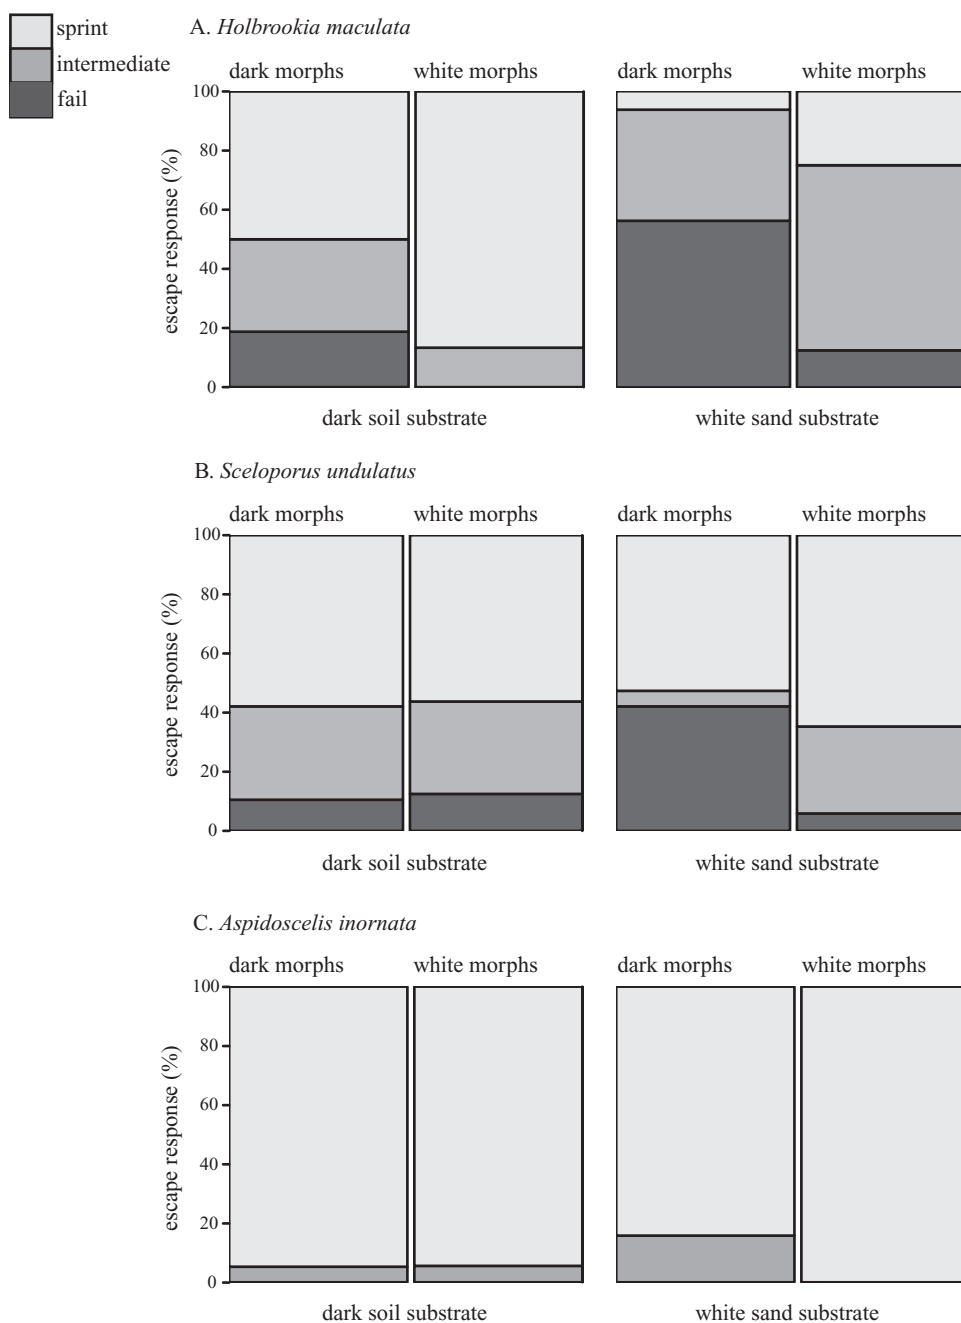 sprint
intermediate
fail
A. Holbrookia maculata
dark morphs white morphs dark morphs white morphs
100
80
60
40
20
0
escape response (%)
dark soil substrate white sand substrate
B. Sceloporus undulatus
dark morphs white morphs dark morphs white morphs
100
80
60
40
20
0
escape response (%)
dark soil substrate white sand substrate
C. Aspidoscelis inornata
dark morphs white morphs dark morphs white morphs
100
80
60
40
20
0
escape response (%)
dark soil substrate white sand substrate